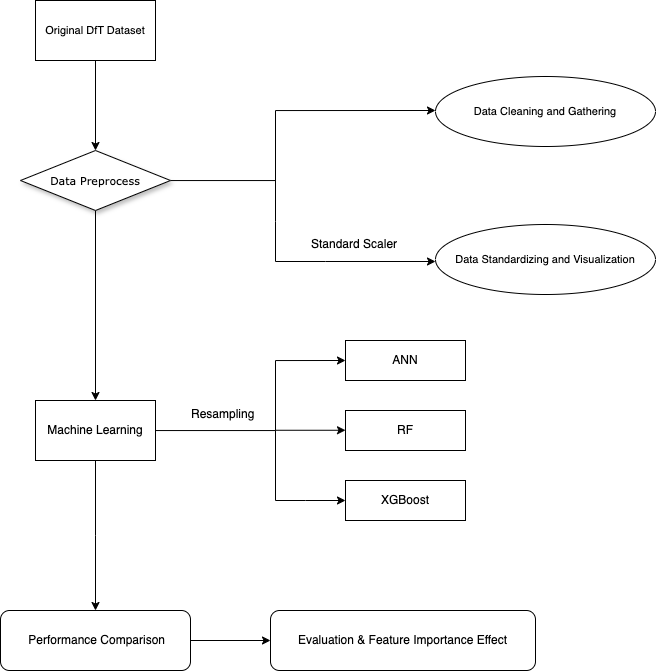 Original DfT Dataset
Data Cleaning and Gathering
Data Preprocess
Standard Scaler
Data Standardizing and Visualization
ANN
Resampling
Machine Learning
RF
XGBoost
Performance Comparison
Evaluation & Feature Importance Effect